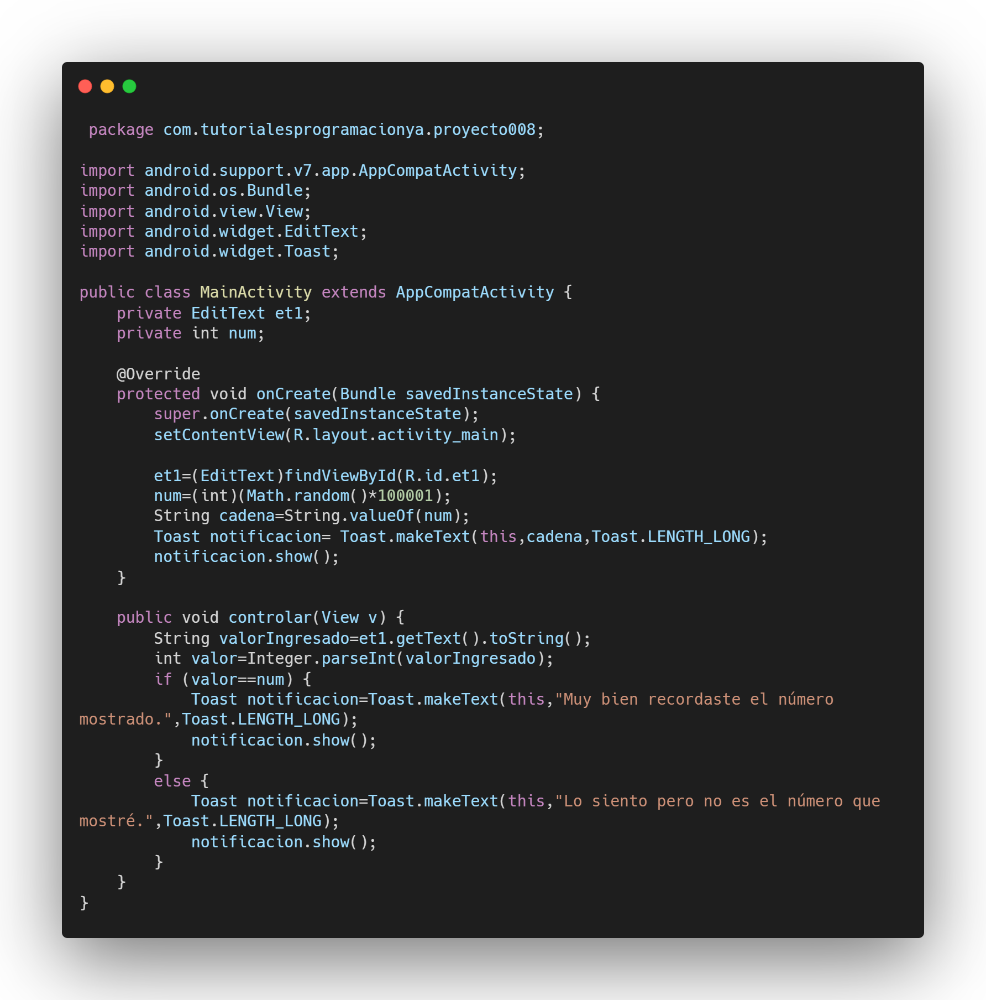 package com.tutorialesprogramacionya.proyecto008;
import android.support.v7.app.AppCompatActivity;
import android.os.Bundle;
import android.view.View;
import android.widget.EditText;
import android.widget.Toast;
public class MainActivity extends AppCompatActivity {
    private EditText et1;
    private int num;
    @Override
    protected void onCreate(Bundle savedInstanceState) {
        super.onCreate(savedInstanceState);
        setContentView(R.layout.activity_main);
        et1=(EditText)findViewById(R.id.et1);
        num=(int)(Math.random()*100001);
        String cadena=String.valueOf(num);
        Toast notificacion= Toast.makeText(this,cadena,Toast.LENGTH_LONG);
        notificacion.show();
    }
    public void controlar(View v) {
        String valorIngresado=et1.getText().toString();
        int valor=Integer.parseInt(valorIngresado);
        if (valor==num) {
            Toast notificacion=Toast.makeText(this,"Muy bien recordaste el número
mostrado.",Toast.LENGTH_LONG);
            notificacion.show();
        }
        else {
            Toast notificacion=Toast.makeText(this,"Lo siento pero no es el número que
mostré.",Toast.LENGTH_LONG);
            notificacion.show();
        }
    }
}